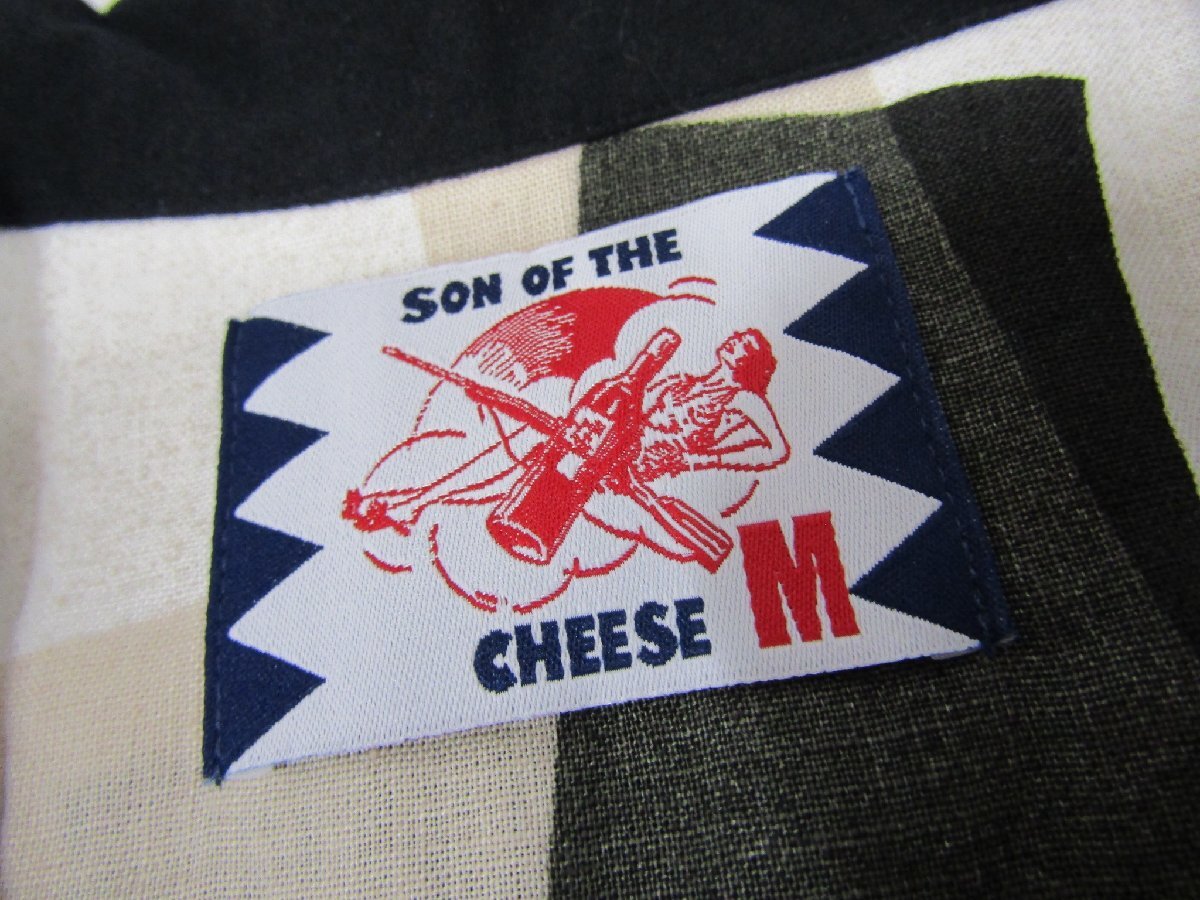 SON OF THE
CHEESE M